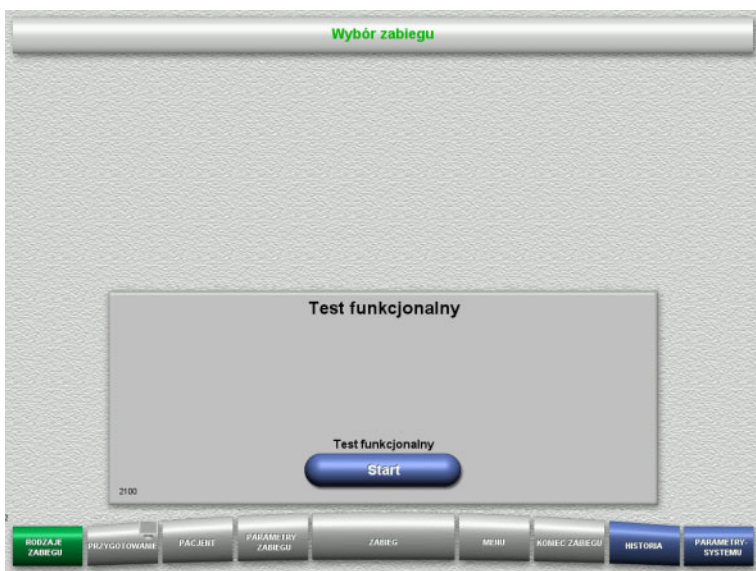 Wybór zabiegu
Test funkcjonalny
Test funkcjonalny
Start
2100
RODZAJE
ZABIEGU
PRZYGOTOWANIE
PACJENT
PARAMETRY
ZABIEGU
ZABIEG
MENU
KONIEC ZABIEGU
HISTORIA
PARAMETRY-
SYSTEMU